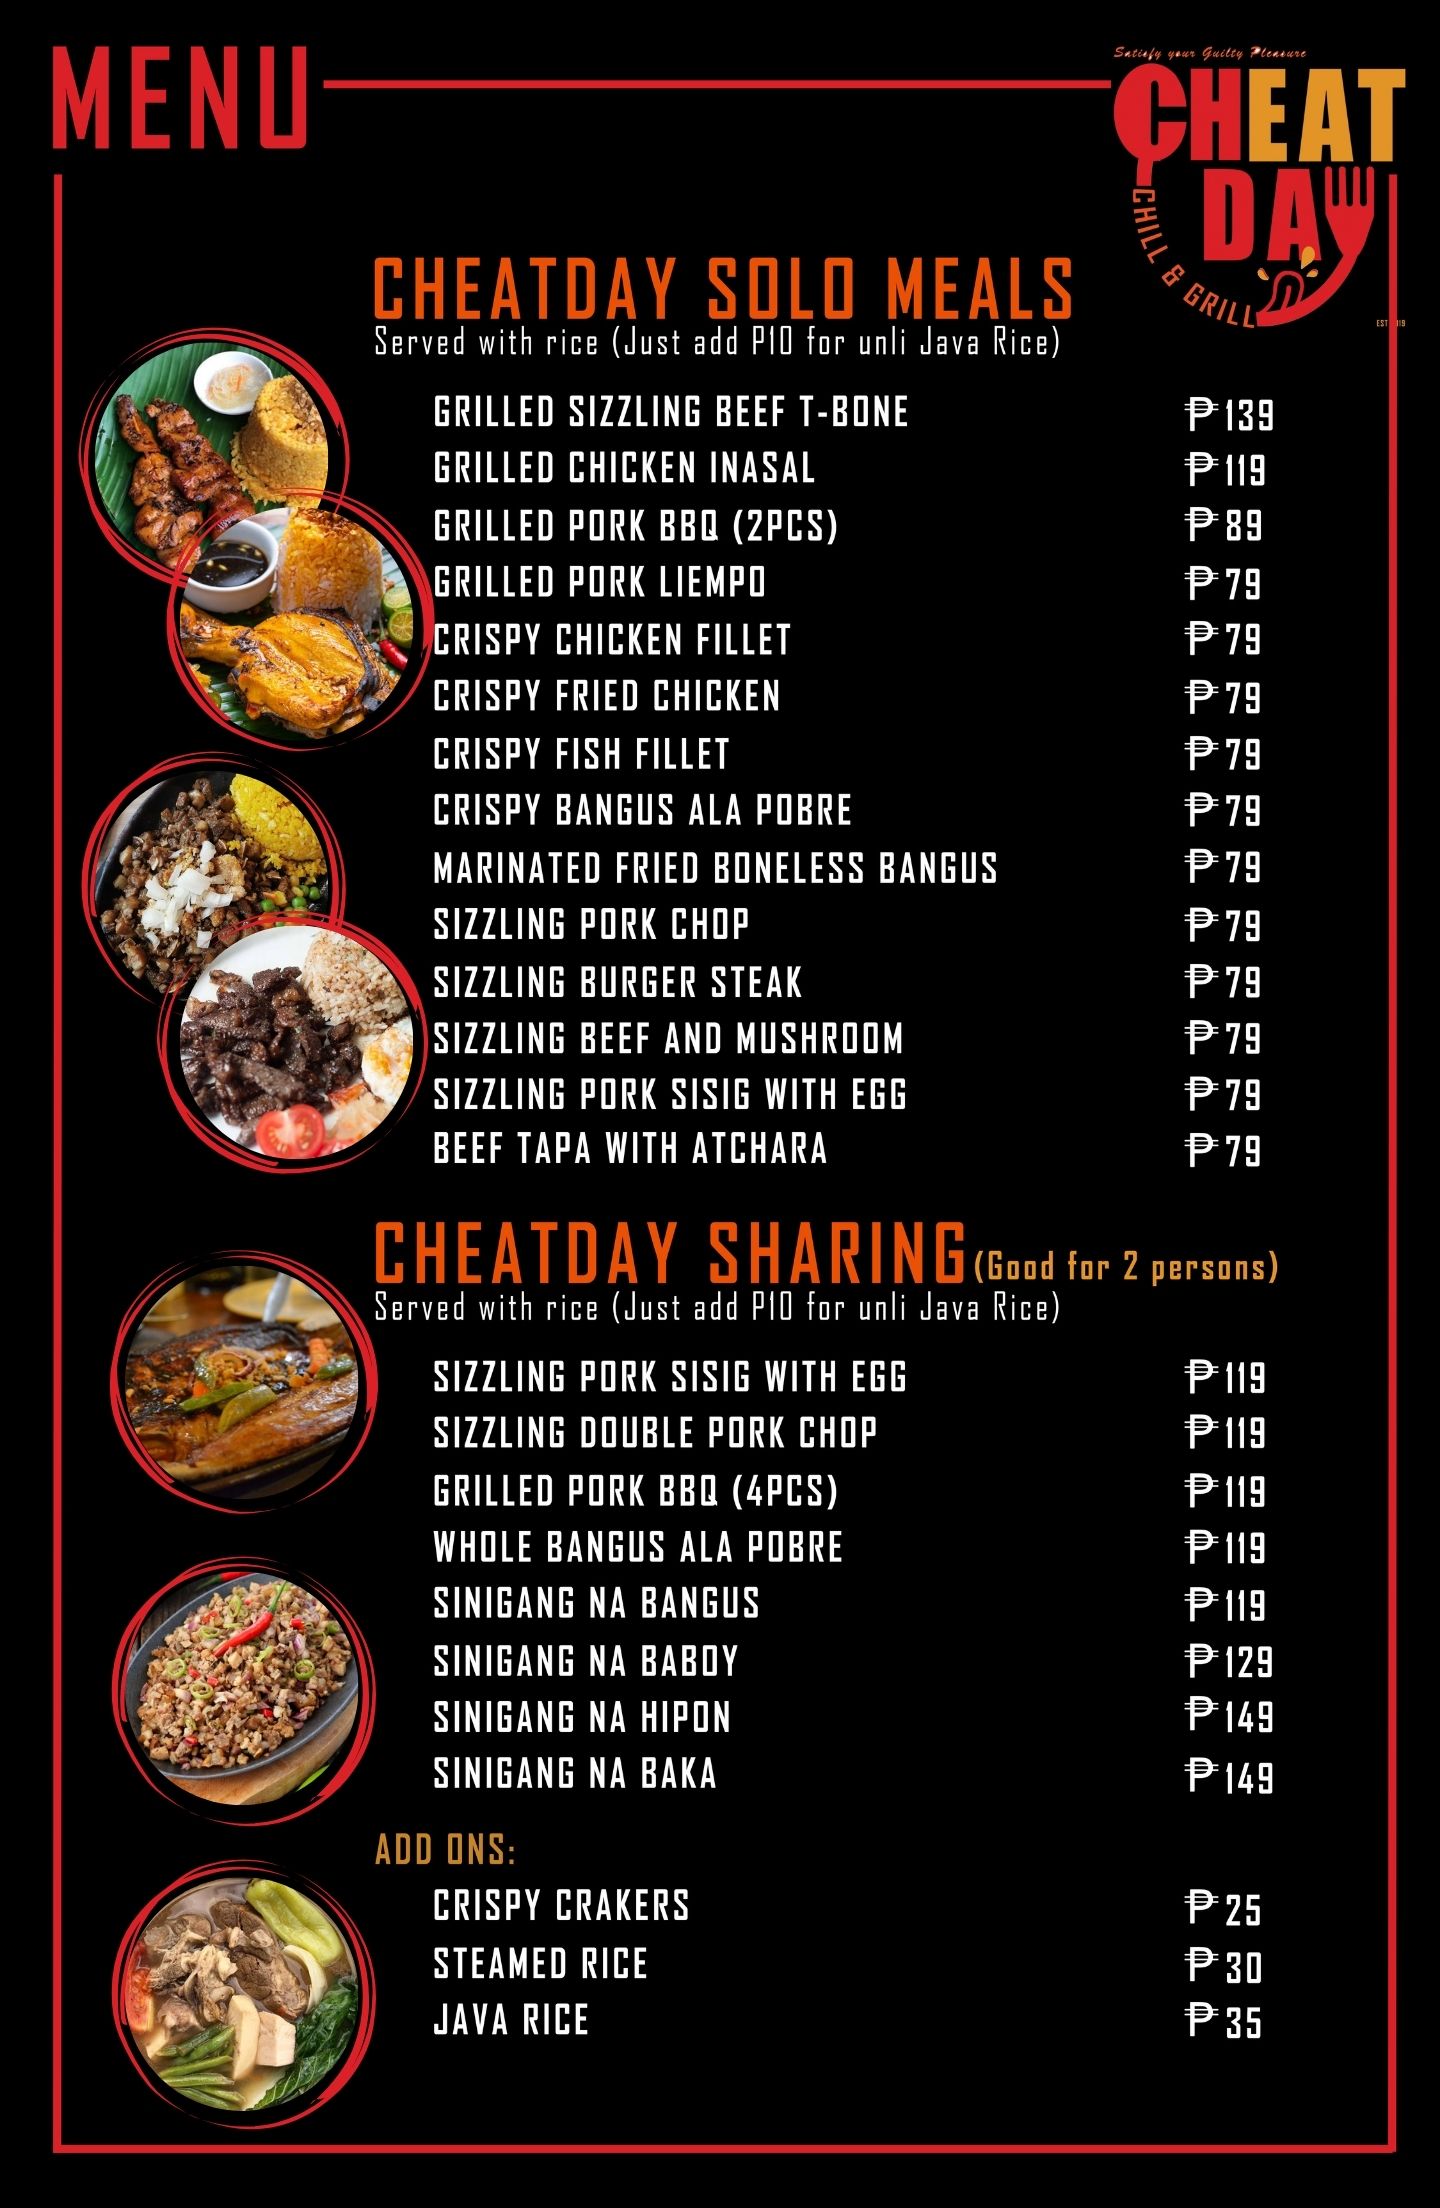 MENU
Satisfy your Guilty Pleasure
CHEAT
DAY
CHILL & GRILL
CHEATDAY SOLO MEALS
Served with rice (Just add P10 for unli Java Rice)
GRILLED SIZZLING BEEF T-BONE ₱139
GRILLED CHICKEN INASAL ₱119
GRILLED PORK BBQ (2PCS) ₱89
GRILLED PORK LIEMPO ₱79
CRISPY CHICKEN FILLET ₱79
CRISPY FRIED CHICKEN ₱79
CRISPY FISH FILLET ₱79
CRISPY BANGUS ALA POBRE ₱79
MARINATED FRIED BONELESS BANGUS ₱79
SIZZLING PORK CHOP ₱79
SIZZLING BURGER STEAK ₱79
SIZZLING BEEF AND MUSHROOM ₱79
SIZZLING PORK SISIG WITH EGG ₱79
BEEF TAPA WITH ATCHARA ₱79
CHEATDAY SHARING (Good for 2 persons)
Served with rice (Just add P10 for unli Java Rice)
SIZZLING PORK SISIG WITH EGG ₱119
SIZZLING DOUBLE PORK CHOP ₱119
GRILLED PORK BBQ (4PCS) ₱119
WHOLE BANGUS ALA POBRE ₱119
SINIGANG NA BANGUS ₱119
SINIGANG NA BABOY ₱129
SINIGANG NA HIPON ₱149
SINIGANG NA BAKA ₱149
ADD ONS:
CRISPY CRAKERS ₱25
STEAMED RICE ₱30
JAVA RICE ₱35